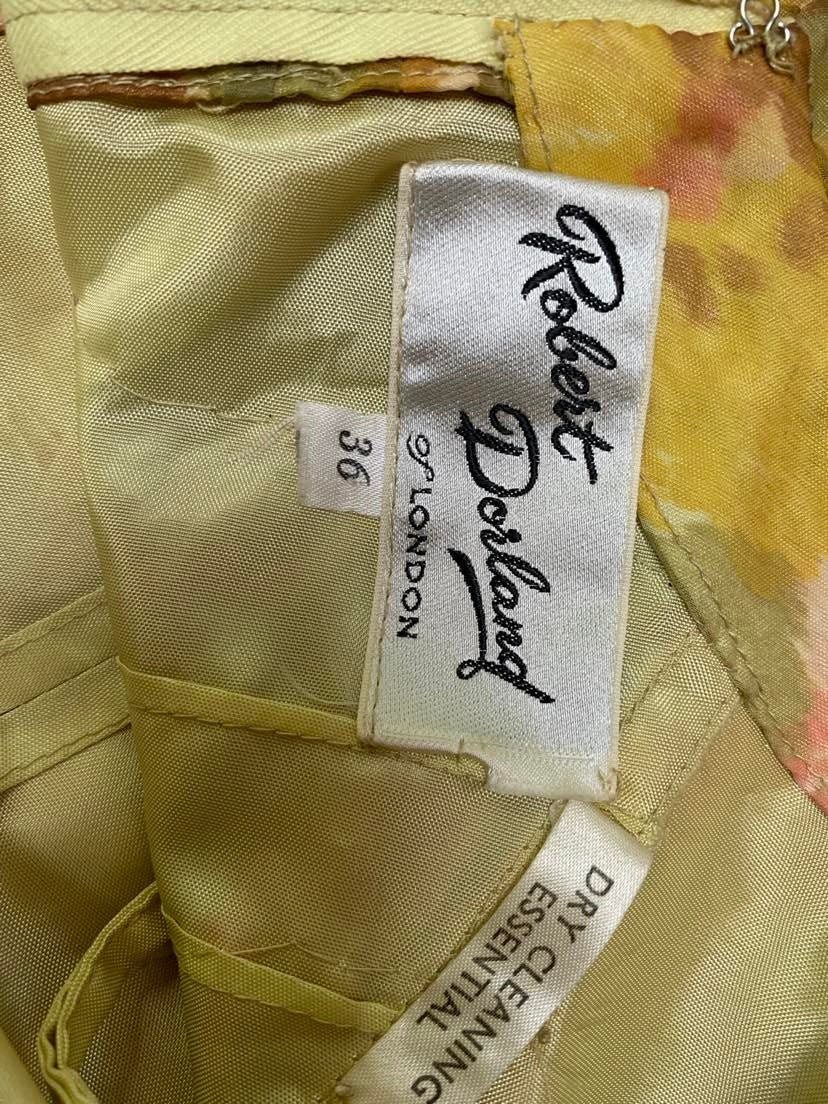 Robert
Dorland
of LONDON
36
DRY CLEANING
ESSENTIAL